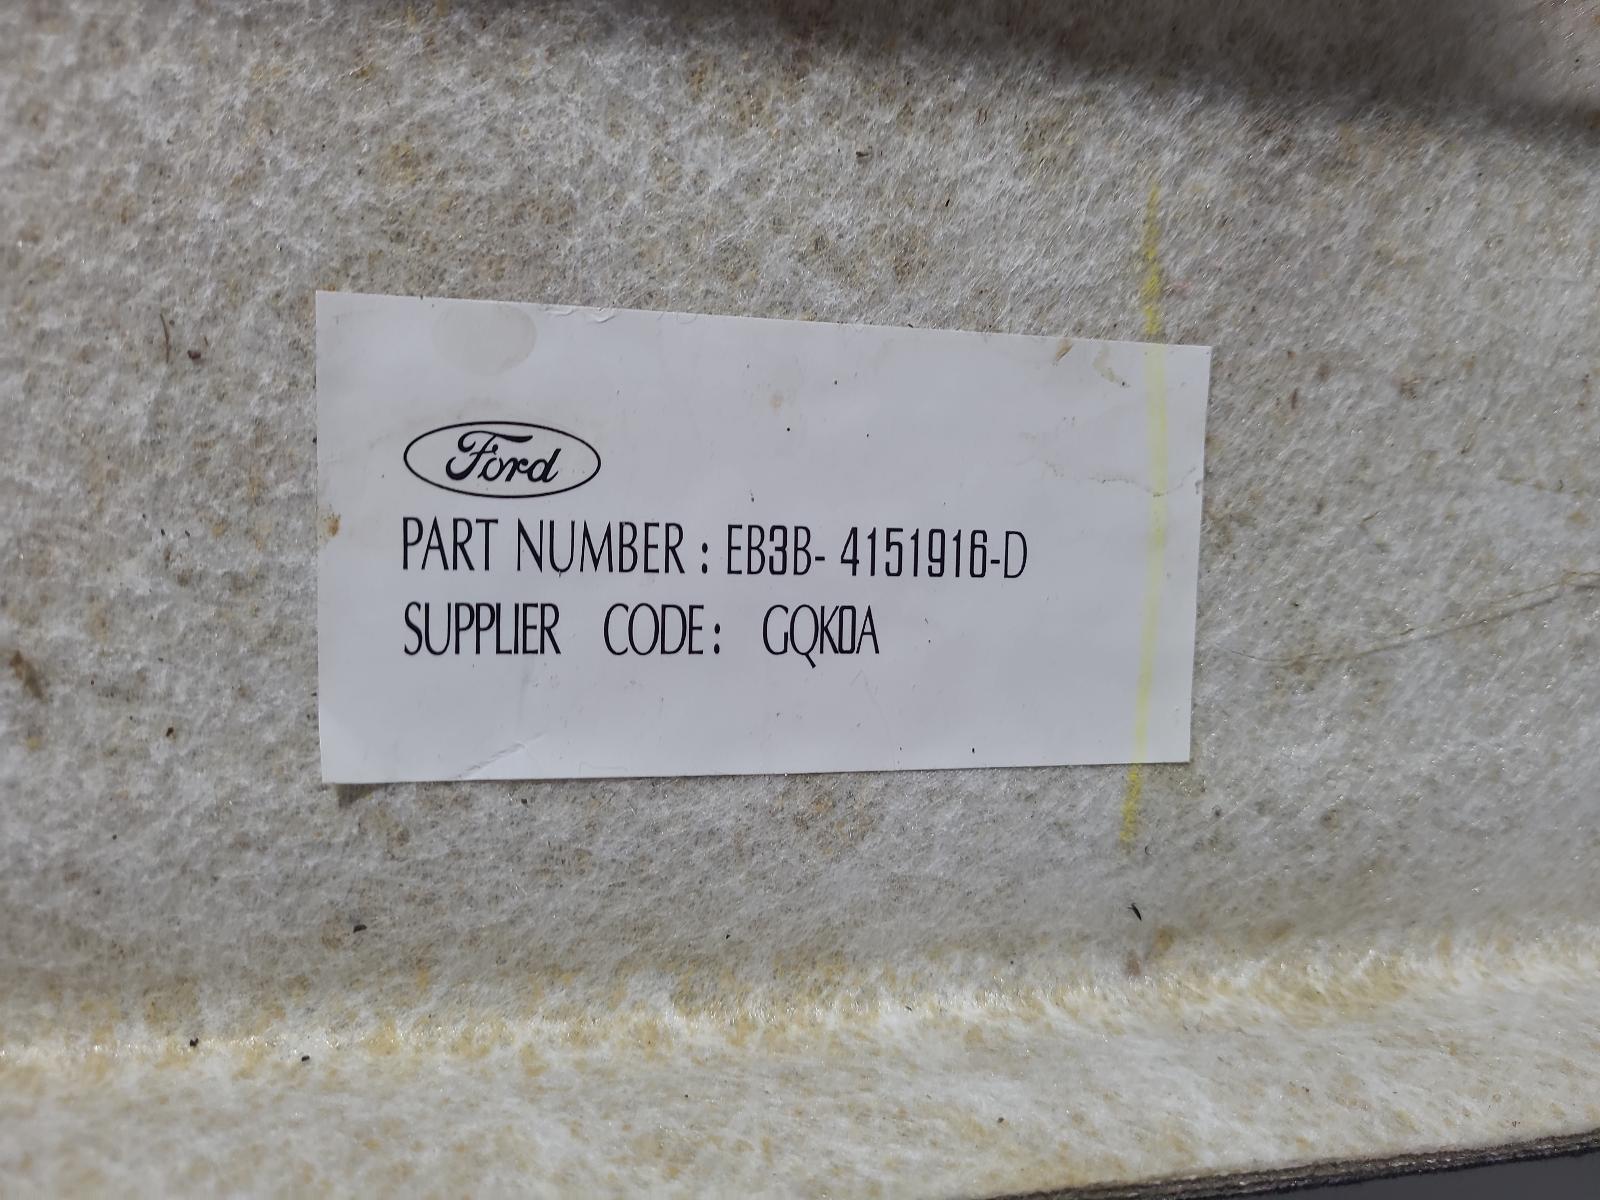 Ford
PART NUMBER : EB3B- 4151916-D
SUPPLIER CODE : GQK0A